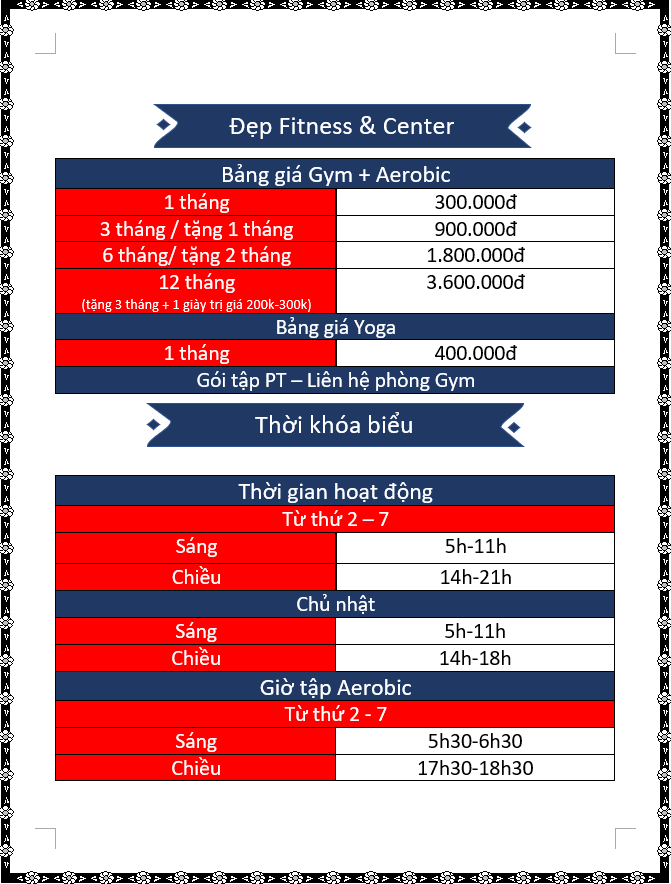 Đẹp Fitness & Center
Bảng giá Gym + Aerobic
1 tháng 300.000đ
3 tháng / tặng 1 tháng 900.000đ
6 tháng/ tặng 2 tháng 1.800.000đ
12 tháng 3.600.000đ
(tặng 3 tháng + 1 giày trị giá 200k-300k)
Bảng giá Yoga
1 tháng 400.000đ
Gói tập PT – Liên hệ phòng Gym
Thời khóa biểu
Thời gian hoạt động
Từ thứ 2 – 7
Sáng 5h-11h
Chiều 14h-21h
Chủ nhật
Sáng 5h-11h
Chiều 14h-18h
Giờ tập Aerobic
Từ thứ 2 - 7
Sáng 5h30-6h30
Chiều 17h30-18h30